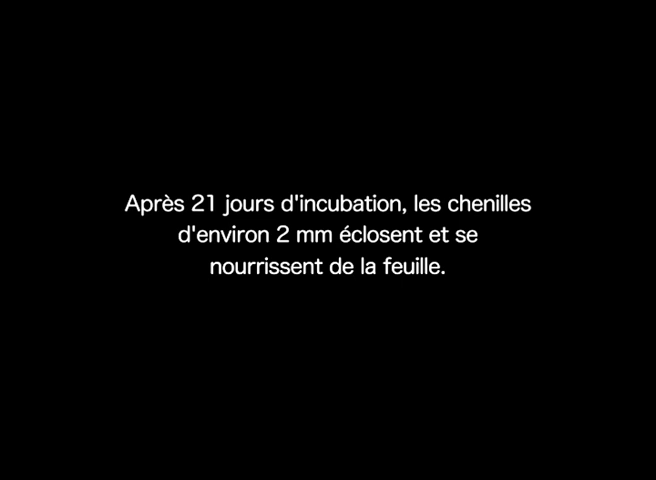 Après 21 jours d'incubation, les chenilles
d'environ 2 mm éclosent et se
nourrissent de la feuille.